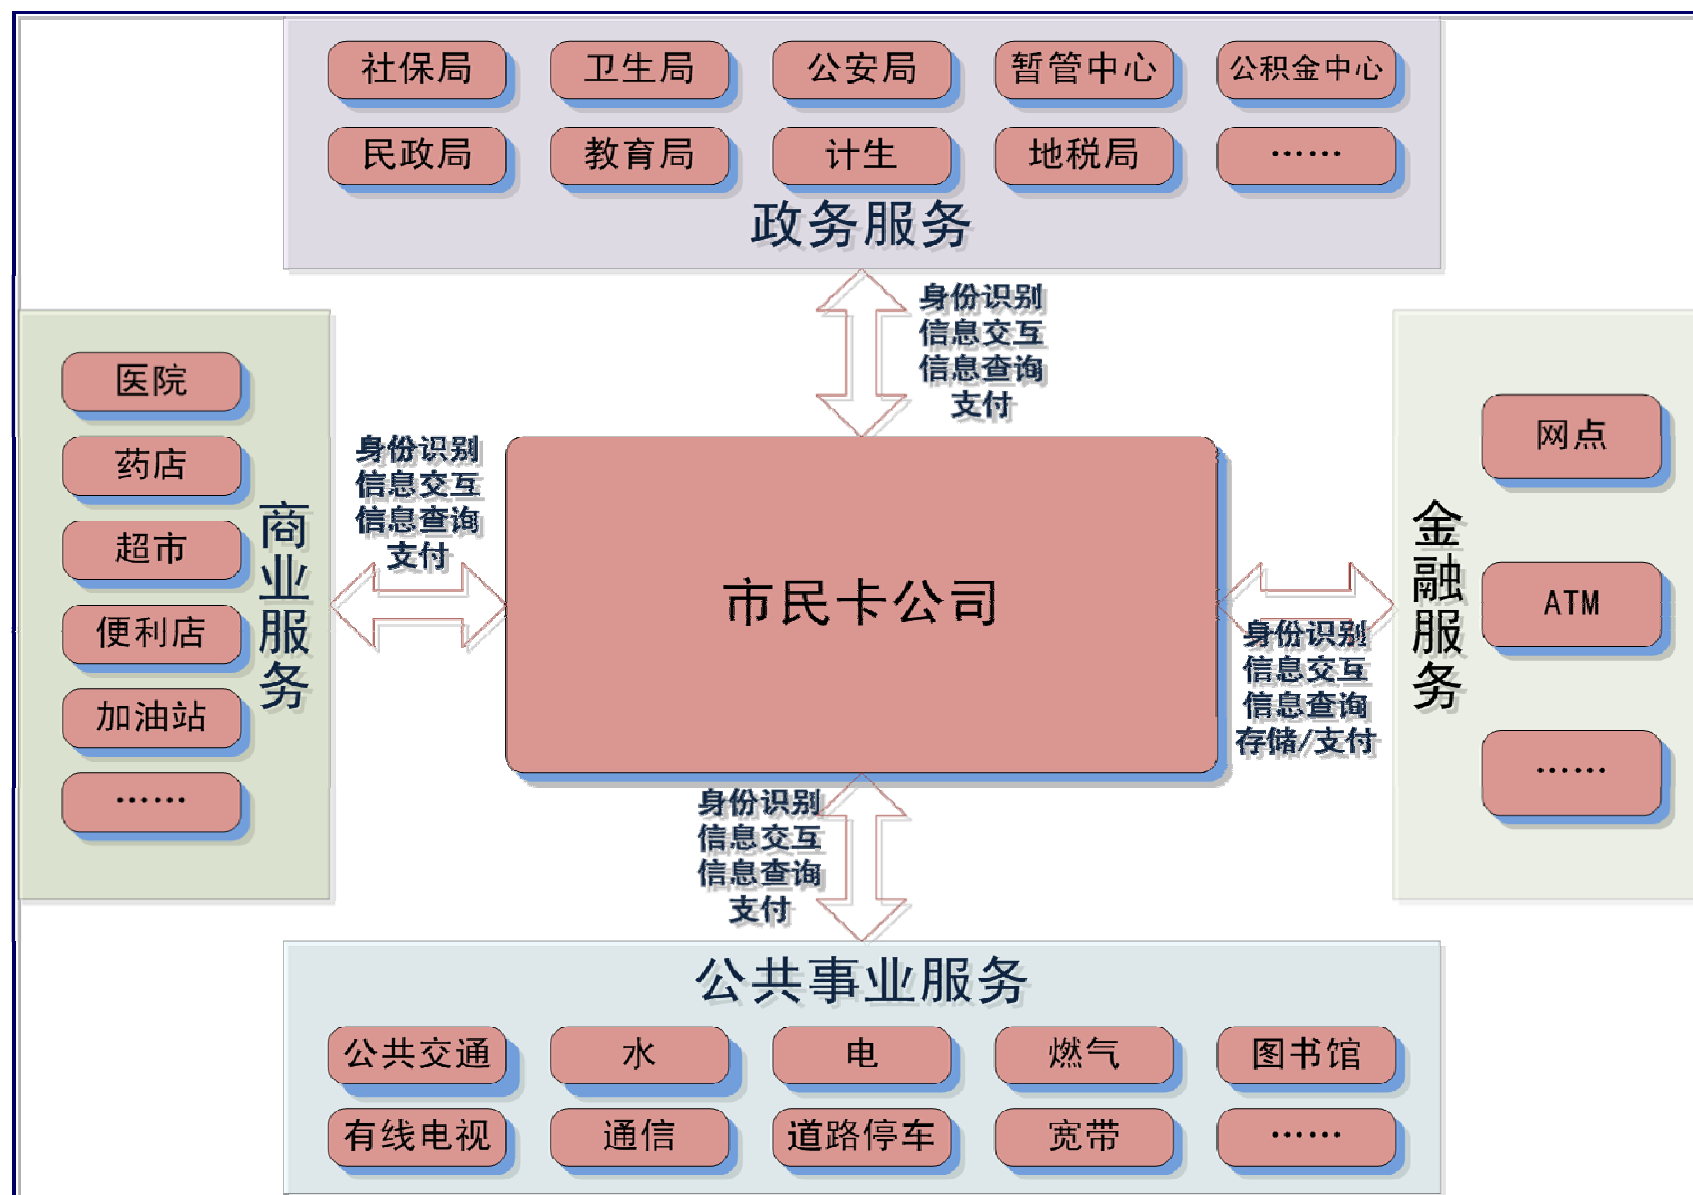 社保局
卫生局
公安局
暂管中心
公积金中心
民政局
教育局
计生
地税局
……
政务服务
身份识别
信息交互
信息查询
支付
医院
药店
超市
便利店
加油站
……
商业服务
身份识别
信息交互
信息查询
支付
市民卡公司
身份识别
信息交互
信息查询
存储/支付
金融服务
网点
ATM
……
身份识别
信息交互
信息查询
支付
公共事业服务
公共交通
水
电
燃气
图书馆
有线电视
通信
道路停车
宽带
……